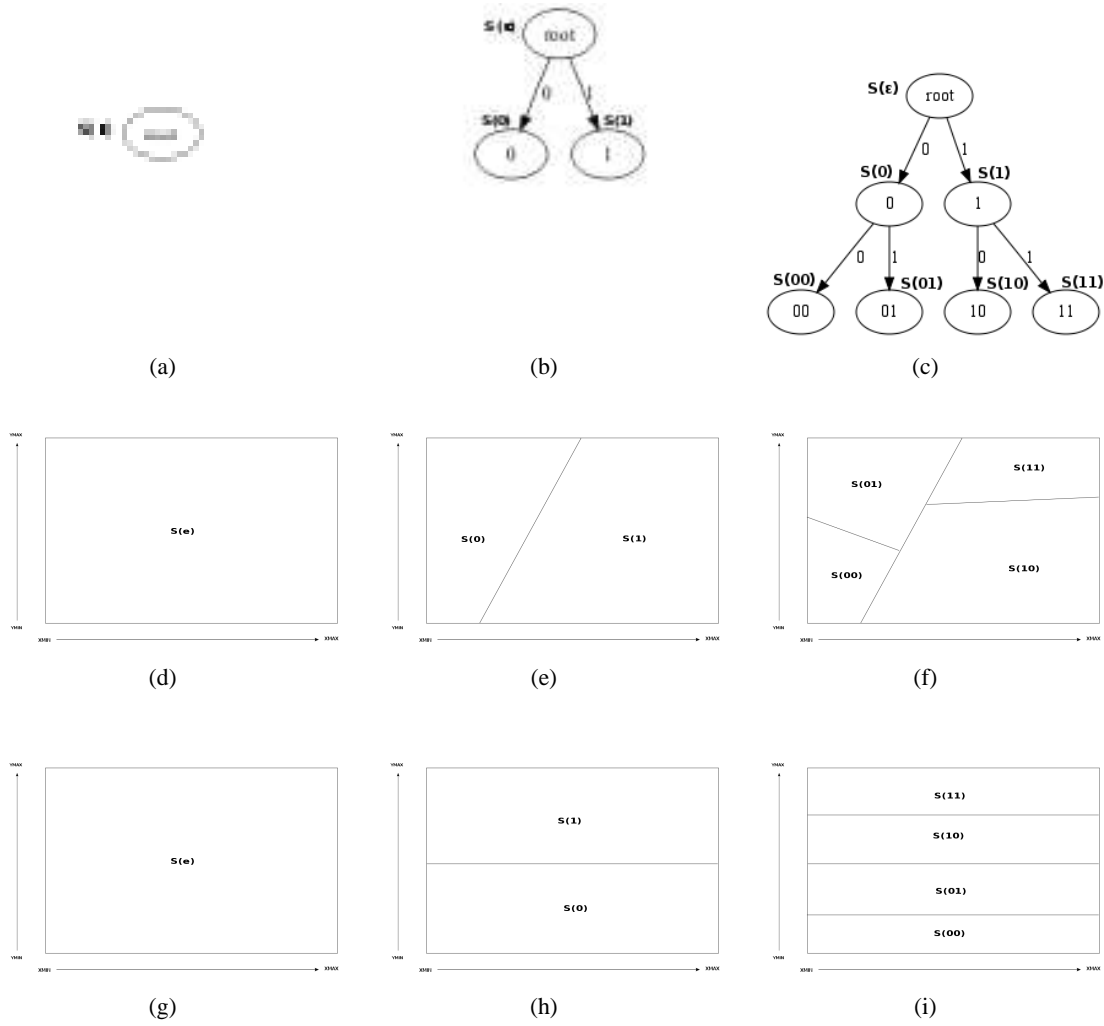 root
S(ε)
root
0 1
0 1
S(0) S(1)
S(0) S(1)
0 1
0 1
0 1 0 1
S(00) S(01) S(10) S(11)
00 01 10 11
(a) (b) (c)
YMAX YMAX YMAX
S(11)
S(01)
S(e) S(0) S(1)
S(00) S(10)
YMIN YMIN YMIN
XMIN XMAX XMIN XMAX XMIN XMAX
(d) (e) (f)
YMAX YMAX YMAX
S(11)
S(1) S(10)
S(e)
S(01)
S(0)
S(00)
YMIN YMIN YMIN
XMIN XMAX XMIN XMAX XMIN XMAX
(g) (h) (i)